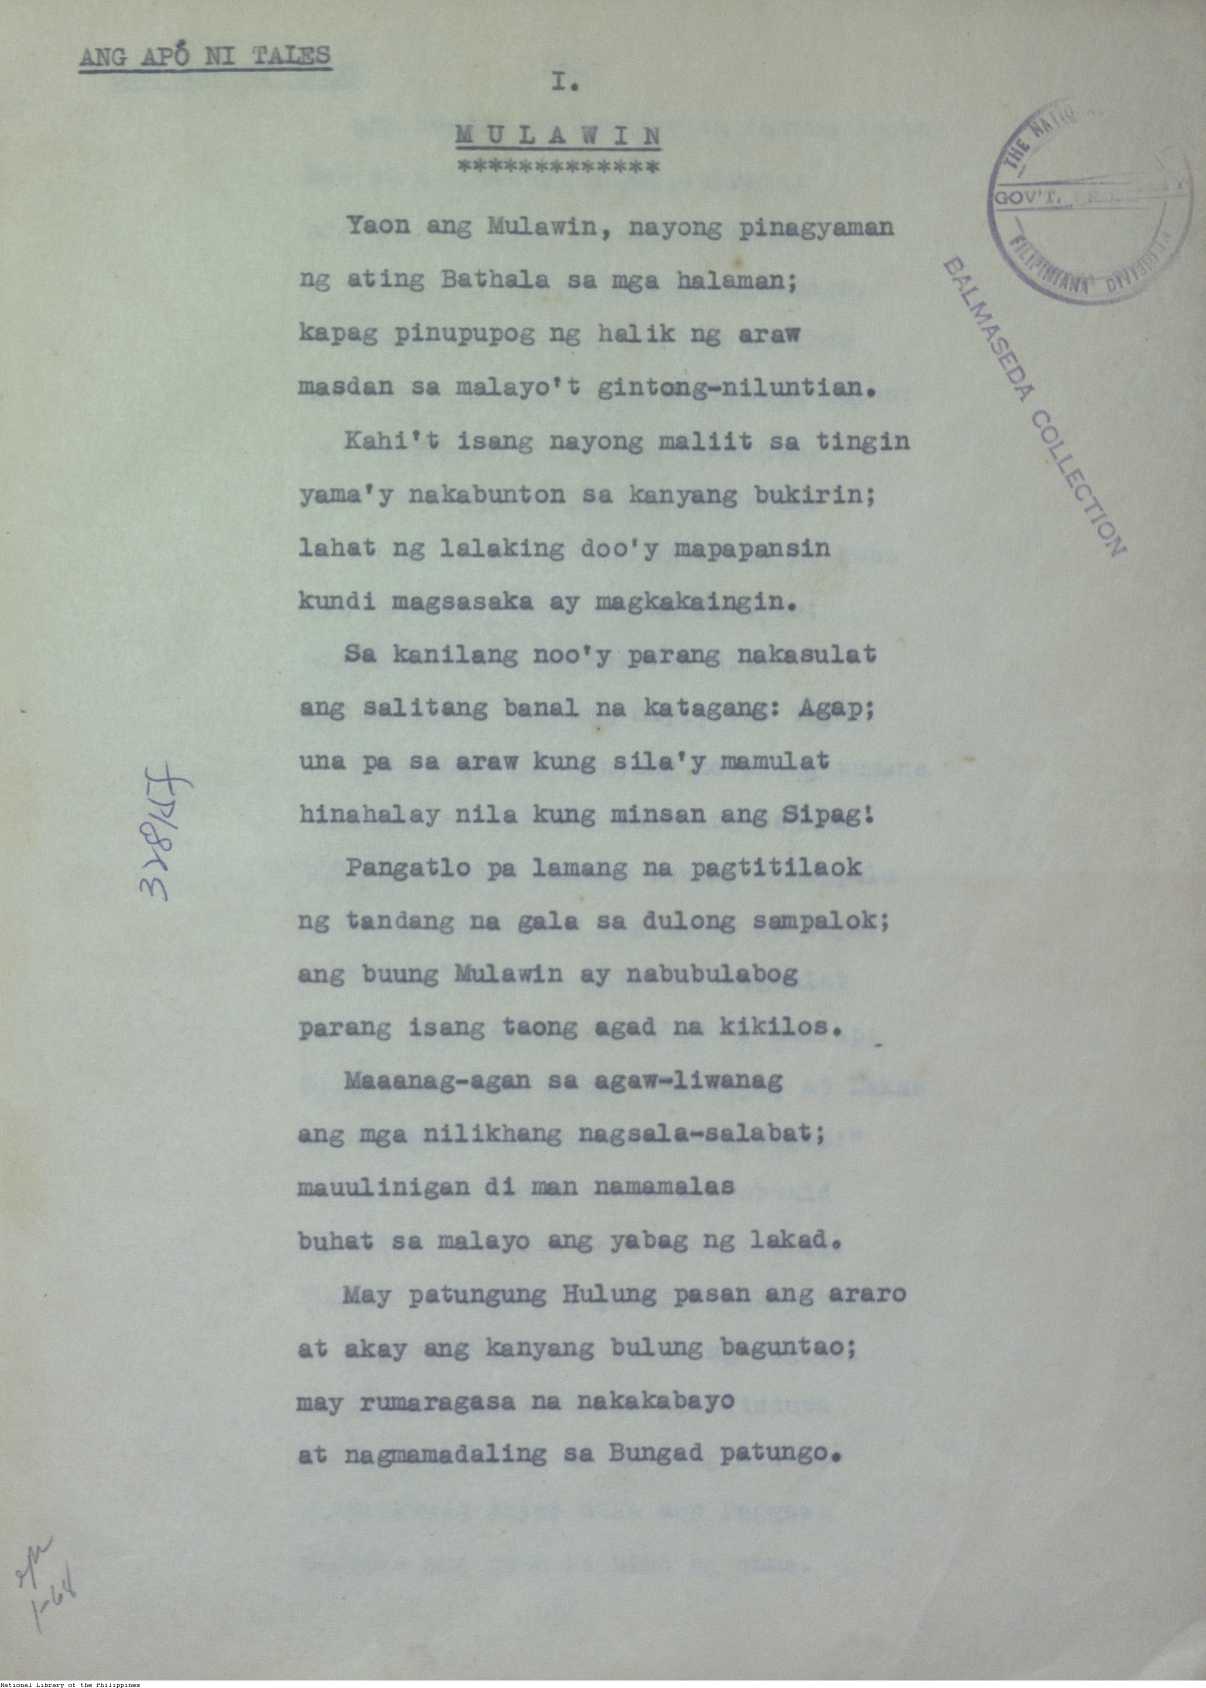 ANG APÓ NI TALES
I.
M U L A W I N
*************
Yaon ang Mulawin, nayong pinagyaman
ng ating Bathala sa mga halaman;
kapag pinupupog ng halik ng araw
masdan sa malayo't gintong-niluntian.
Kahi't isang nayong maliit sa tingin
yama'y nakabunton sa kanyang bukirin;
lahat ng lalaking doo'y mapapansin
kundi magsasaka ay magkakaingin.
Sa kanilang noo'y parang nakasulat
ang salitang banal na katagang: Agap;
una pa sa araw kung sila'y mamulat
hinahalay nila kung minsan ang Sipag!
Pangatlo pa lamang na pagtitilaok
ng tandang na gala sa dulong sampalok;
ang buung Mulawin ay nabubulabog
parang isang taong agad na kikilos.
Maaanag-agan sa agaw-liwanag
ang mga nilikhang nagsala-salabat;
mauulinigan di man namamalas
buhat sa malayo ang yabag ng lakad.
May patungung Hulung pasan ang araro
at akay ang kanyang bulung baguntao;
may rumaragasa na nakakabayo
at nagmamadaling sa Bungad patungo.
THE NATIO
GOV'T.
FILIPINIANA DIVISION
BALMASEDA COLLECTION
1-68
National Library of the Philippines